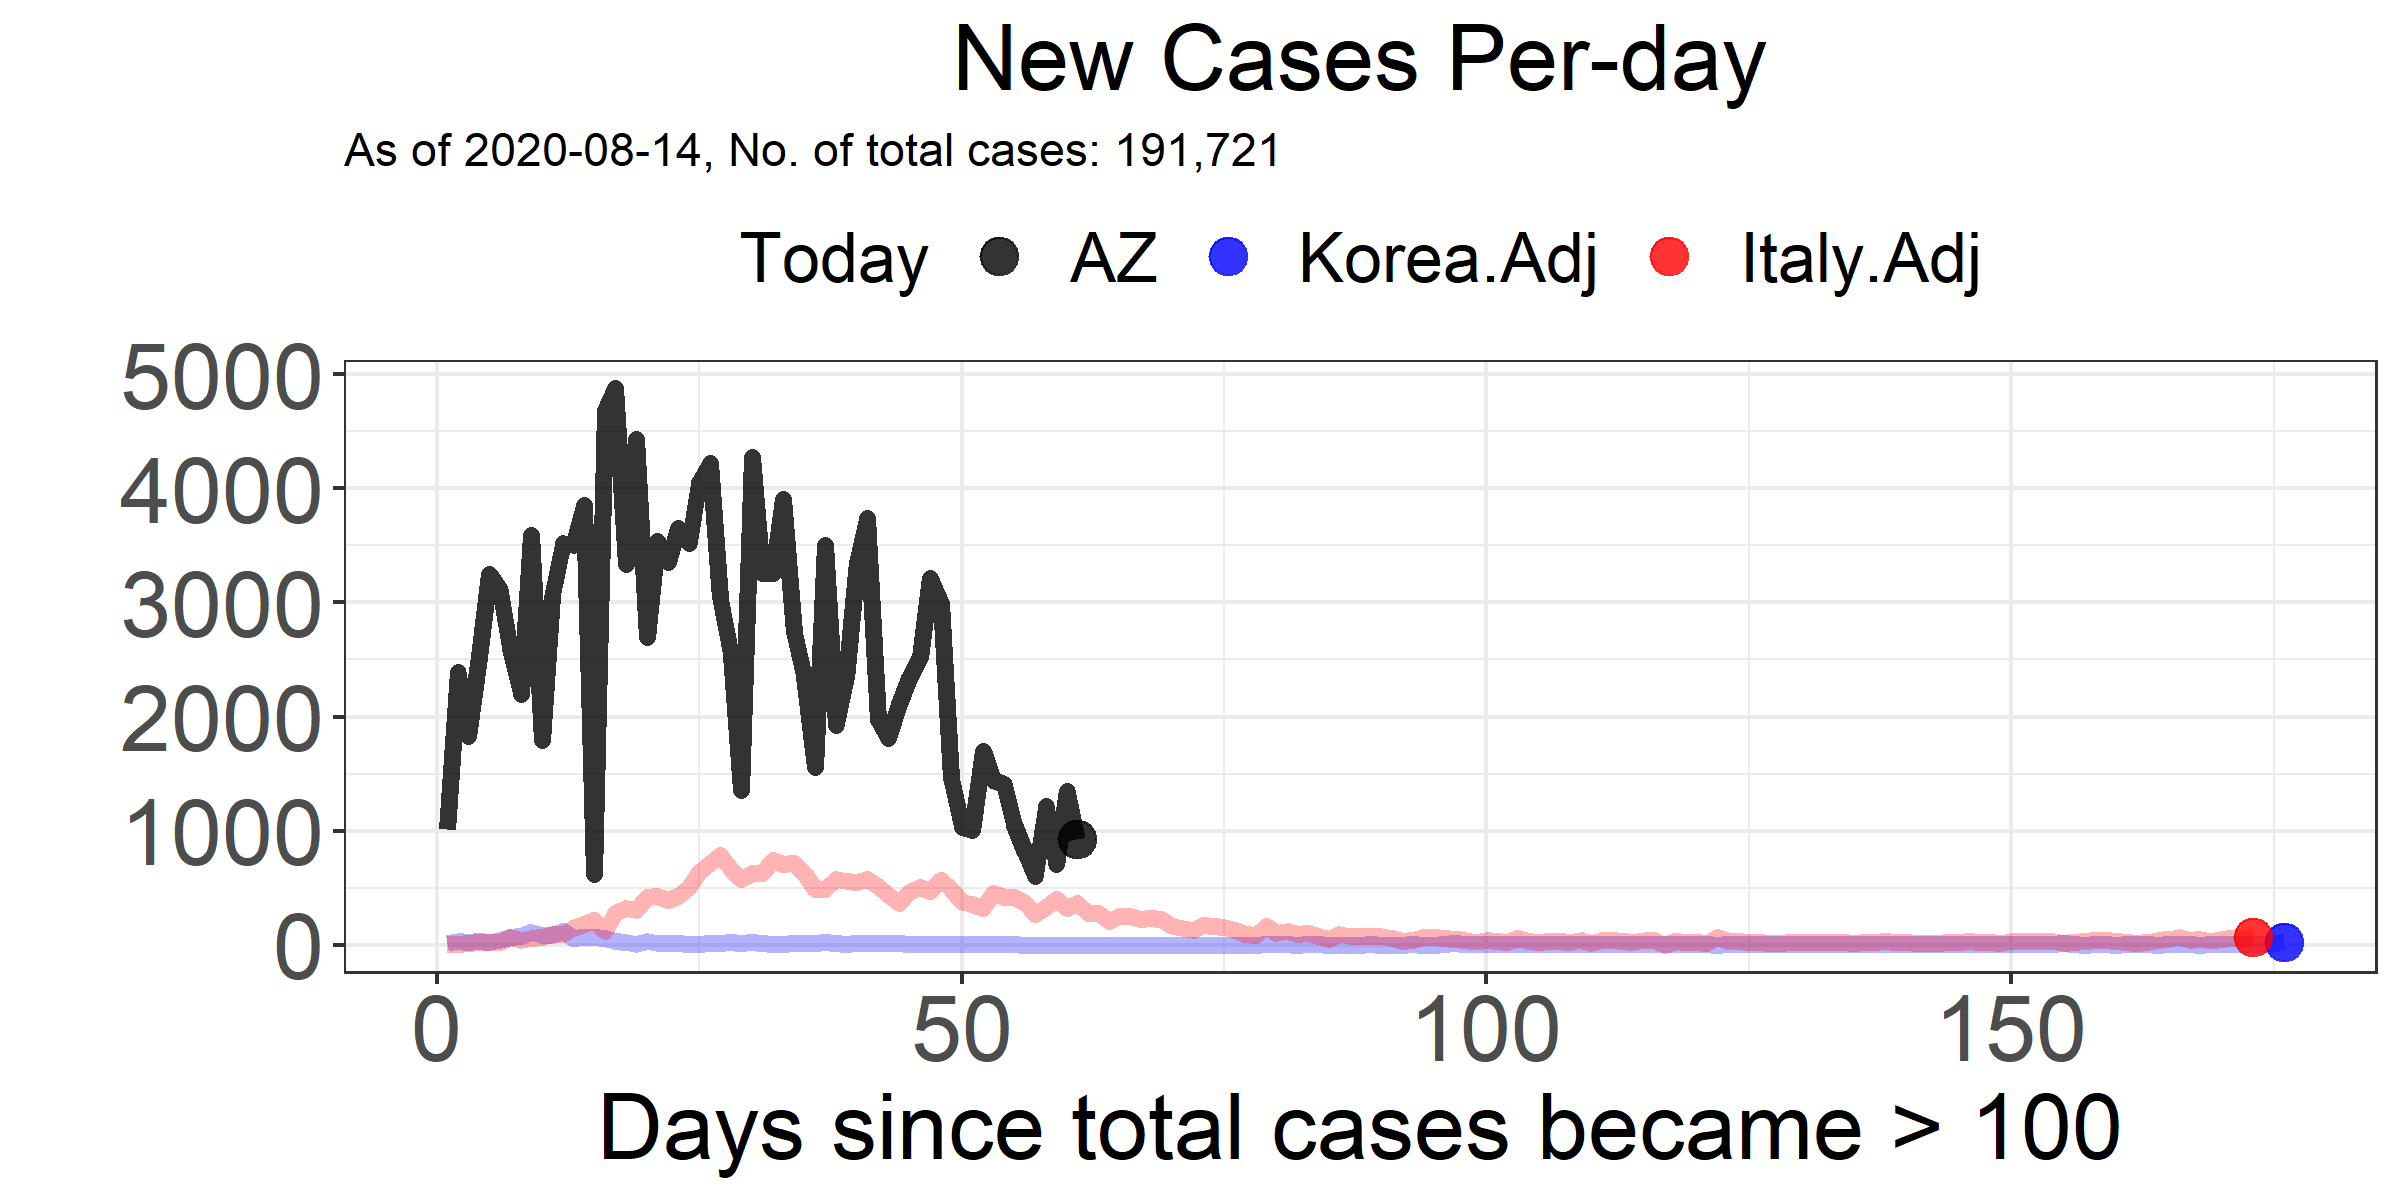 New Cases Per-day
As of 2020-08-14, No. of total cases: 191,721
Today AZ Korea.Adj Italy.Adj
5000
4000
3000
2000
1000
0
0 50 100 150
Days since total cases became > 100